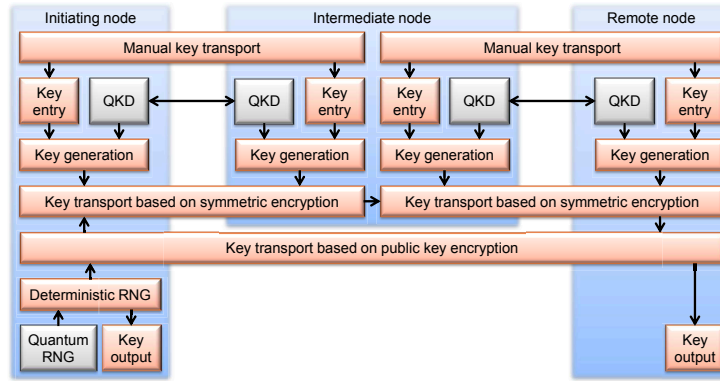 Initiating node
Intermediate node
Remote node
Manual key transport
Manual key transport
Key
entry
QKD
QKD
Key
entry
Key
entry
QKD
QKD
Key
entry
Key generation
Key generation
Key generation
Key generation
Key transport based on symmetric encryption
Key transport based on symmetric encryption
Key transport based on public key encryption
Deterministic RNG
Quantum
RNG
Key
output
Key
output